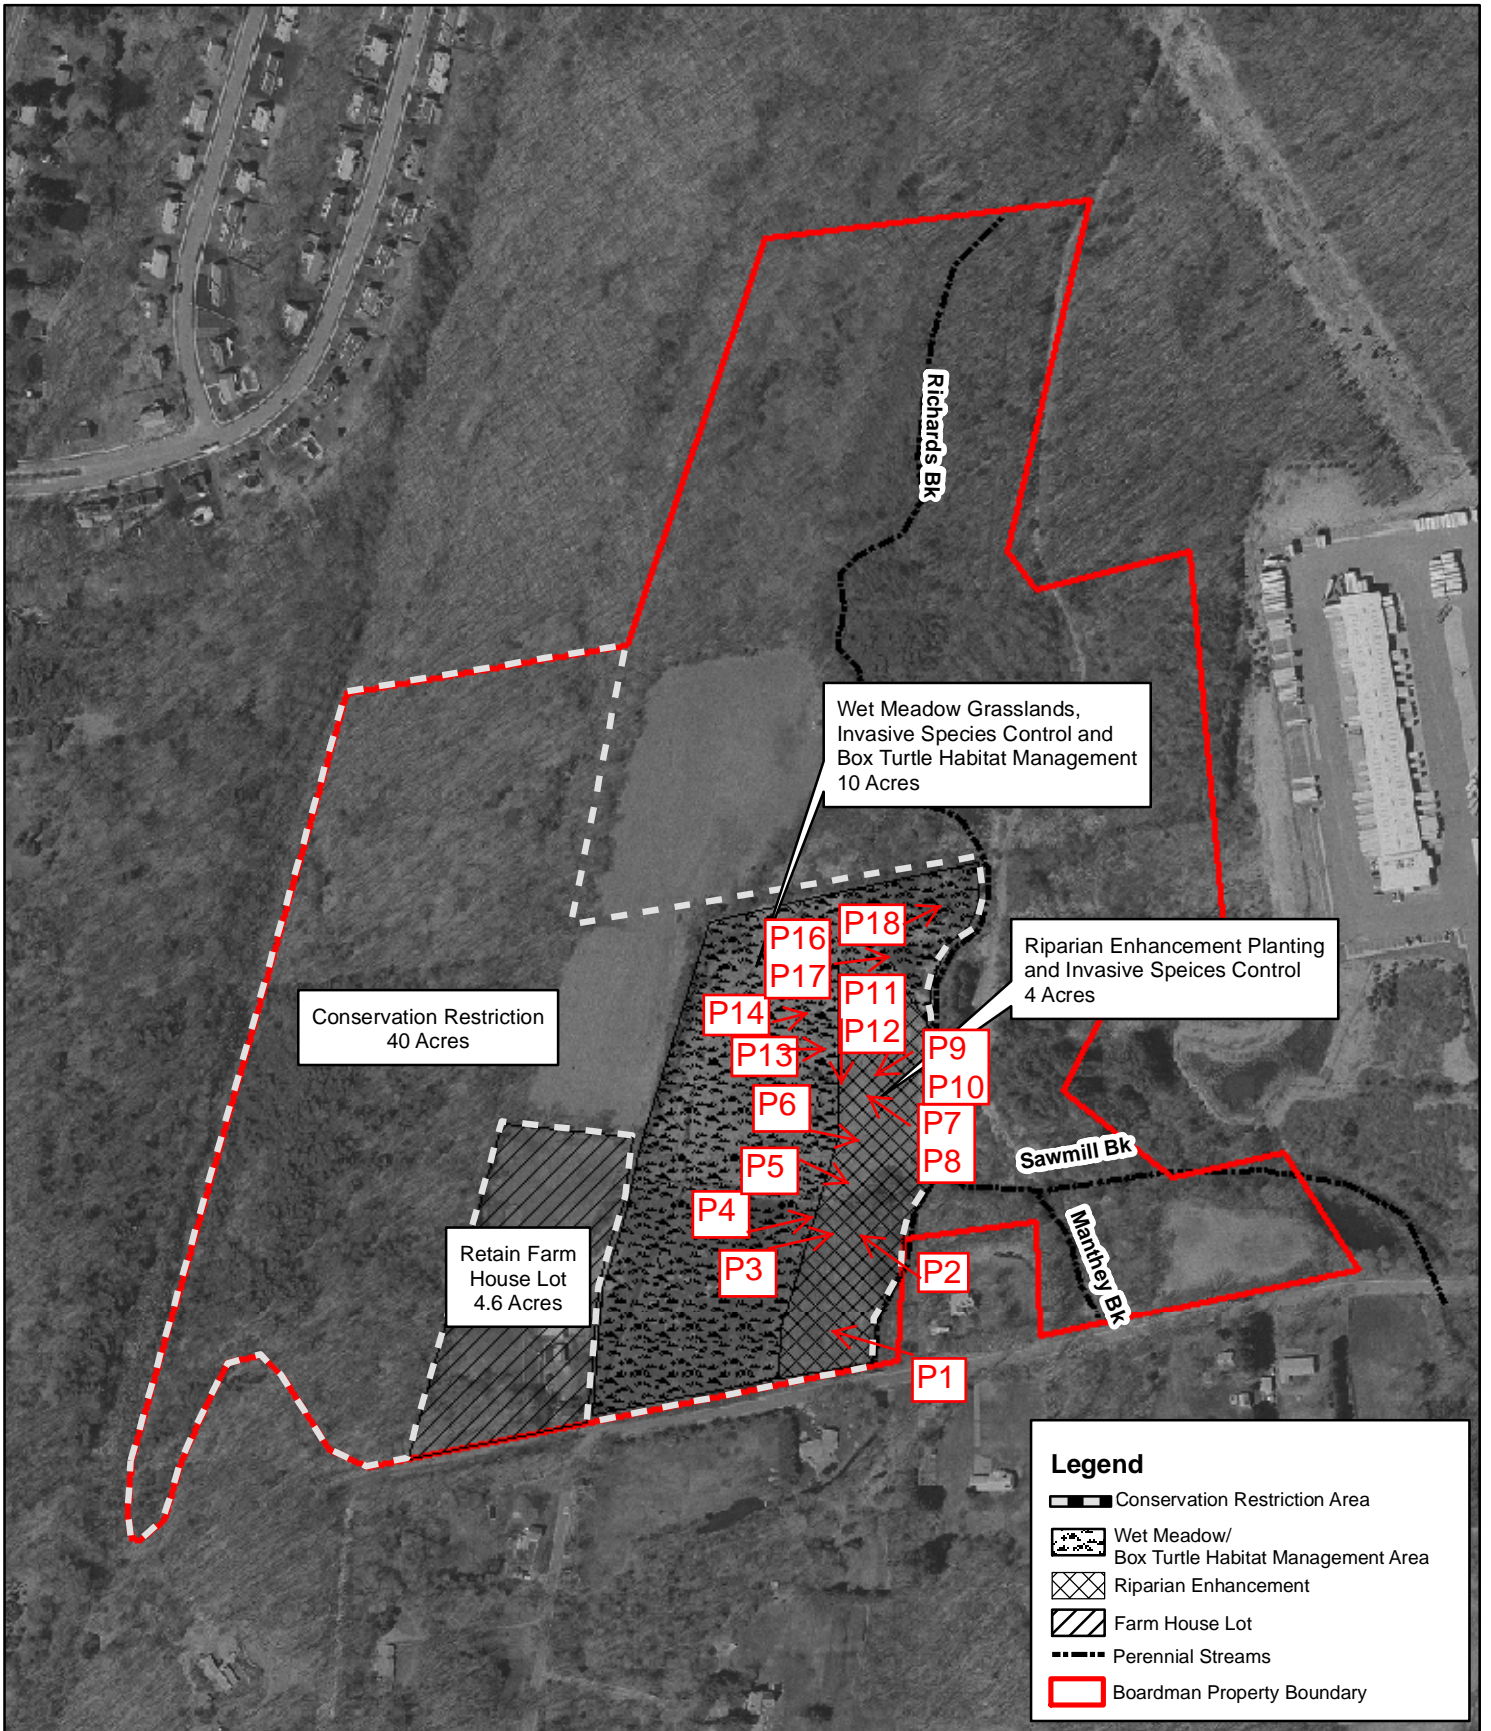 Richards Bk
Wet Meadow Grasslands,
Invasive Species Control and
Box Turtle Habitat Management
10 Acres
P18
P16
P17
Riparian Enhancement Planting
and Invasive Speices Control
4 Acres
P11
P12
Conservation Restriction
40 Acres
P14
P13
P9
P10
P6
P7
P8
P5
Sawmill Bk
P4
Manthey Bk
P3
P2
Retain Farm
House Lot
4.6 Acres
P1
Legend
Conservation Restriction Area
Wet Meadow/
Box Turtle Habitat Management Area
Riparian Enhancement
Farm House Lot
Perennial Streams
Boardman Property Boundary